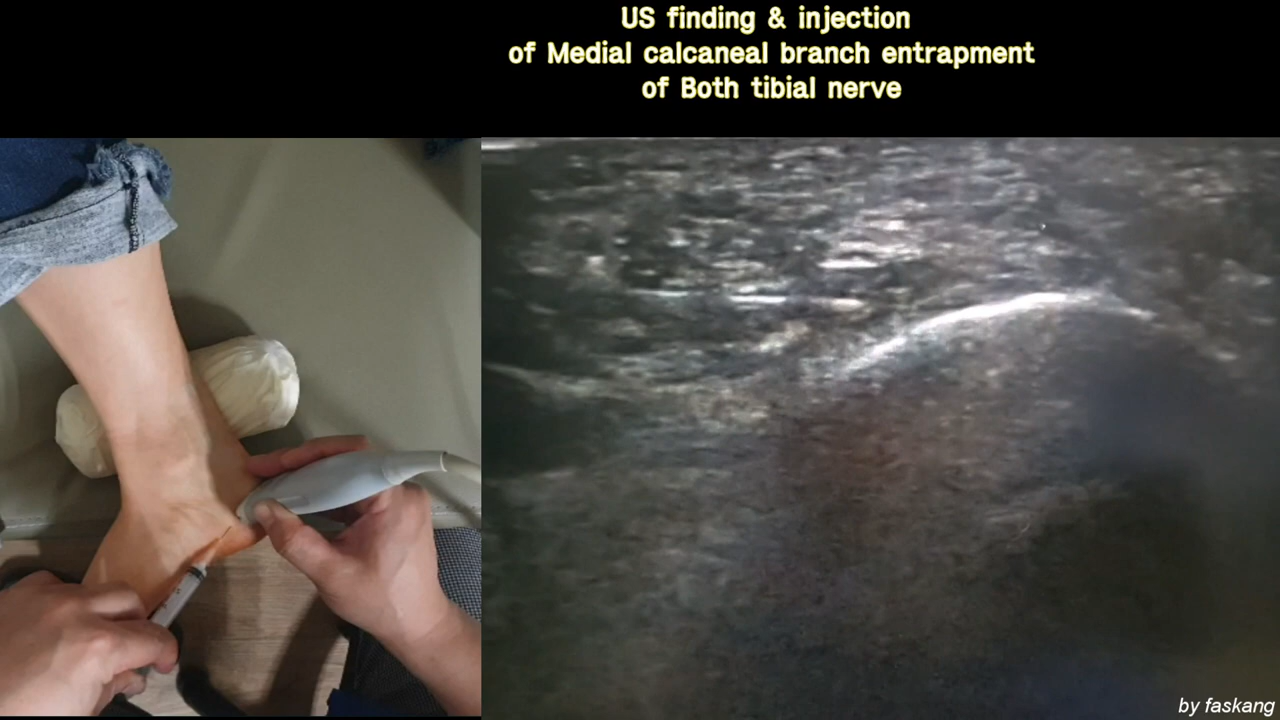 US finding & injection
of Medial calcaneal branch entrapment
of Both tibial nerve
by faskang